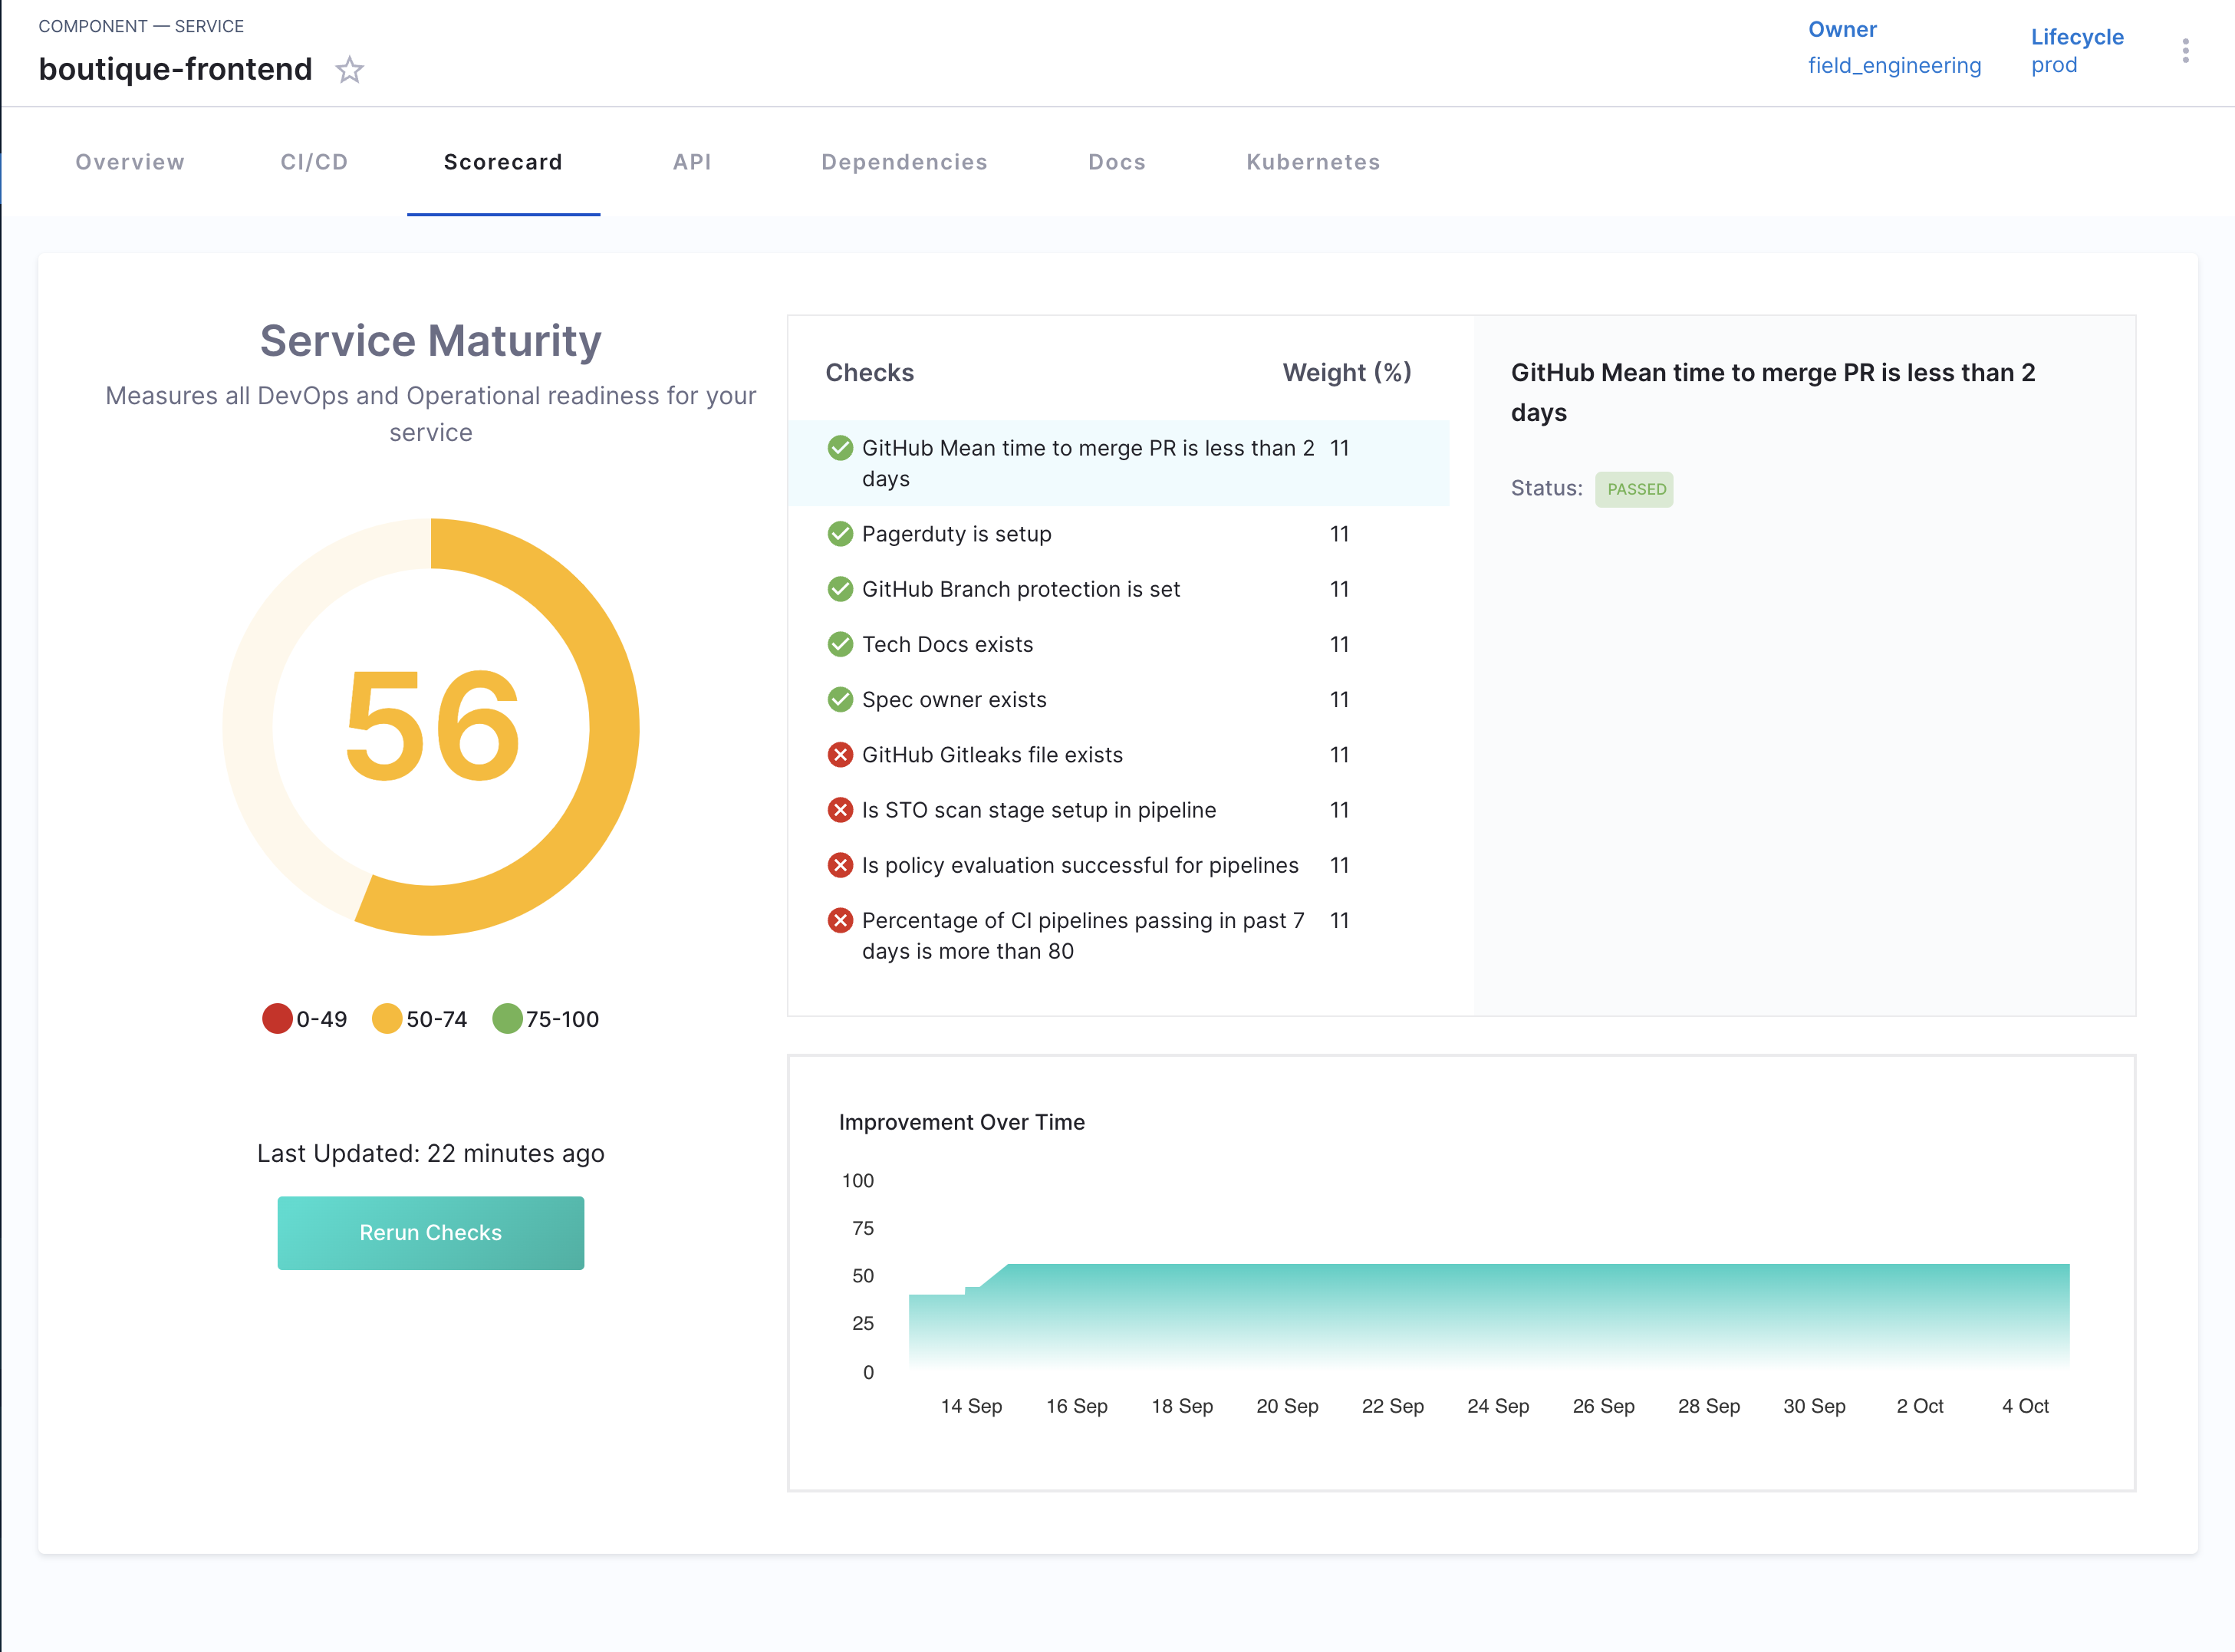 COMPONENT — SERVICE
boutique-frontend
Owner
field_engineering
Lifecycle
prod
Overview
CI/CD
Scorecard
API
Dependencies
Docs
Kubernetes
Service Maturity
Measures all DevOps and Operational readiness for your
service
56
0-49
50-74
75-100
Last Updated: 22 minutes ago
Rerun Checks
Checks
Weight (%)
GitHub Mean time to merge PR is less than 2 11
days
Pagerduty is setup 11
GitHub Branch protection is set 11
Tech Docs exists 11
Spec owner exists 11
GitHub Gitleaks file exists 11
Is STO scan stage setup in pipeline 11
Is policy evaluation successful for pipelines 11
Percentage of CI pipelines passing in past 7 11
days is more than 80
GitHub Mean time to merge PR is less than 2
days
Status: PASSED
Improvement Over Time
100
75
50
25
0
14 Sep 16 Sep 18 Sep 20 Sep 22 Sep 24 Sep 26 Sep 28 Sep 30 Sep 2 Oct 4 Oct